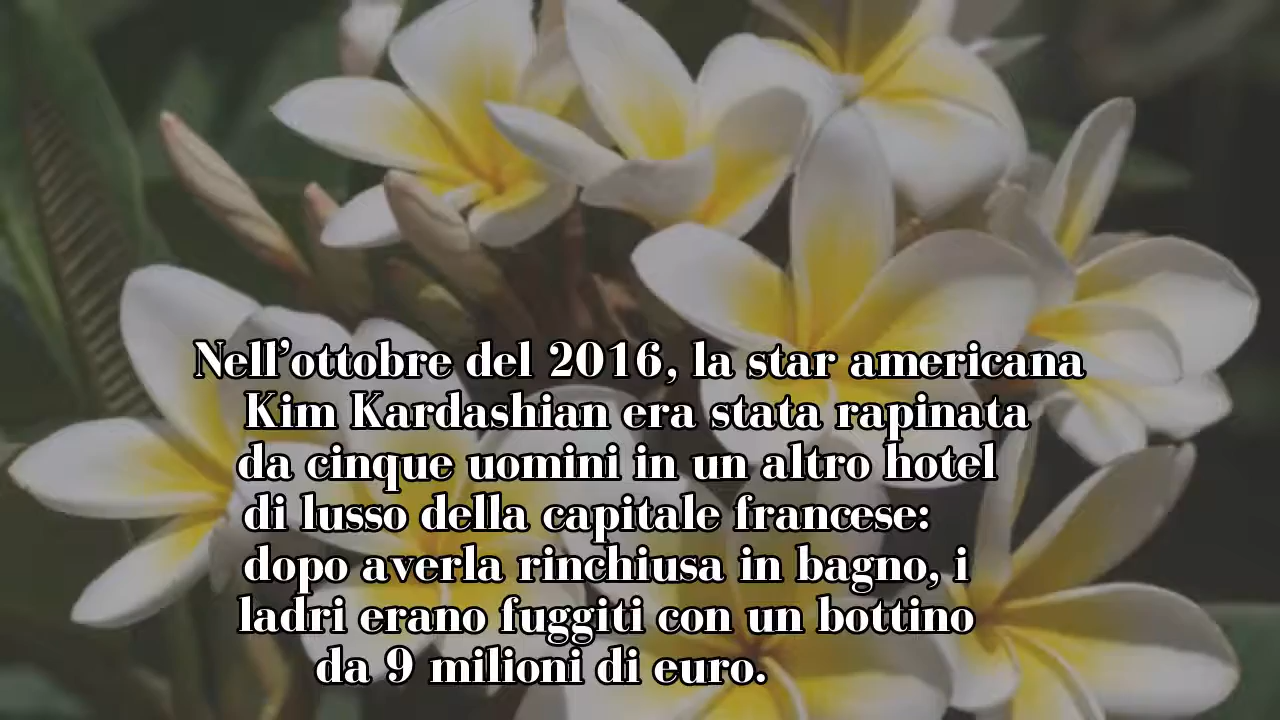 Nell’ottobre del 2016, la star americana
Kim Kardashian era stata rapinata
da cinque uomini in un altro hotel
di lusso della capitale francese:
dopo averla rinchiusa in bagno, i
ladri erano fuggiti con un bottino
da 9 milioni di euro.